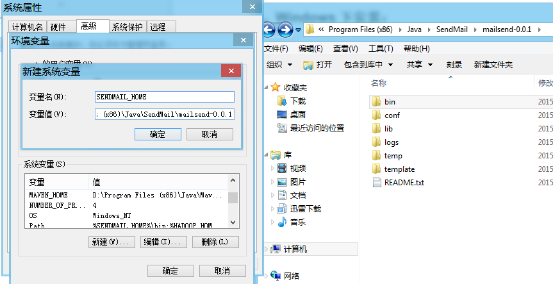 系统属性
计算机名 硬件 高级 系统保护 远程
环境变量
新建系统变量
变量名(N): SENDMAIL_HOME
变量值(V): (x86)\Java\SendMail\mailsend-0.0.1
确定 取消
系统变量(S)
变量 值
MAVEN_HOME D:\Program Files (x86)\Java\Mav...
NUMBER_OF_PR... 4
OS Windows_NT
Path %SENDMAIL_HOME%\bin;%HADOOP_HOM...
新建(W)... 编辑(I)... 删除(L)
确定 取消
Windows 下
« Program Files (x86) ▸ Java ▸ SendMail ▸ mailsend-0.0.1 ▸
文件(F) 编辑(E) 查看(V) 工具(T) 帮助(H)
组织 打开 包含到库中 共享 刻录 新建文件夹
收藏夹
下载
桌面
最近访问的位置
库
视频
图片
文档
迅雷下载
音乐
计算机
网络
名称
bin 2015
conf 2015
lib 2015
logs 2015
temp 2015
template 2015
README.txt 2015